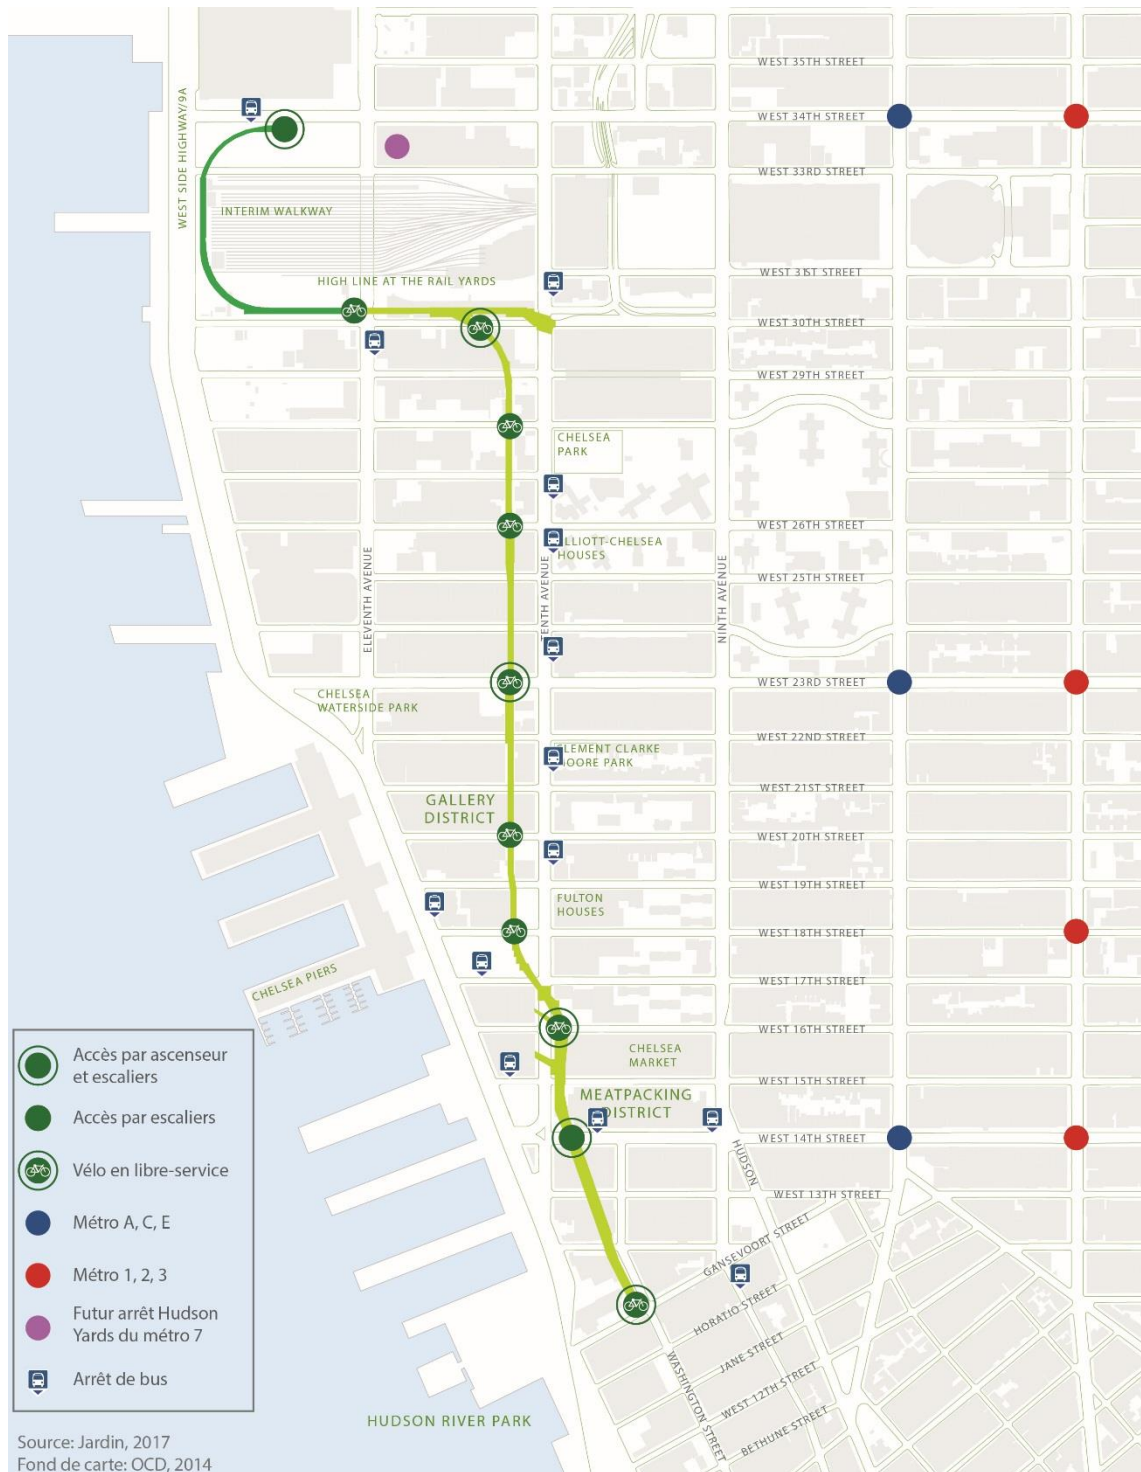 WEST 35TH STREET
WEST 34TH STREET
WEST 33RD STREET
WEST SIDE HIGHWAY/9A
INTERIM WALKWAY
HIGH LINE AT THE RAIL YARDS
WEST 31ST STREET
WEST 30TH STREET
WEST 29TH STREET
CHELSEA
PARK
WEST 26TH STREET
ELLIOTT-CHELSEA
HOUSES
WEST 25TH STREET
ELEVENTH AVENUE
TENTH AVENUE
NINTH AVENUE
WEST 23RD STREET
CHELSEA
WATERSIDE PARK
WEST 22ND STREET
CLEMENT CLARKE
MOORE PARK
WEST 21ST STREET
GALLERY
DISTRICT
WEST 20TH STREET
WEST 19TH STREET
FULTON
HOUSES
WEST 18TH STREET
CHELSEA PIERS
WEST 17TH STREET
WEST 16TH STREET
CHELSEA
MARKET
WEST 15TH STREET
MEATPACKING
DISTRICT
WEST 14TH STREET
HUDSON
WEST 13TH STREET
GANSEVOORT STREET
HORATIO STREET
JANE STREET
WEST 12TH STREET
BETHUNE STREET
WASHINGTON STREET
HUDSON RIVER PARK
Accès par ascenseur
et escaliers
Accès par escaliers
Vélo en libre-service
Métro A, C, E
Métro 1, 2, 3
Futur arrêt Hudson
Yards du métro 7
Arrêt de bus
Source: Jardin, 2017
Fond de carte: OCD, 2014